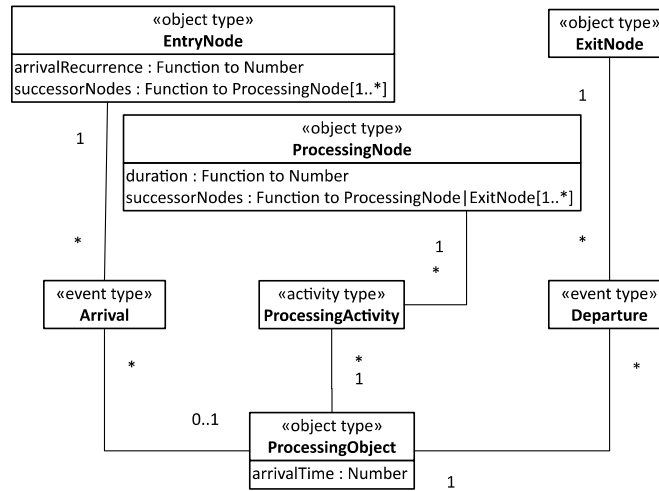 «object type»
EntryNode
arrivalRecurrence : Function to Number
successorNodes : Function to ProcessingNode[1..*]
«object type»
ExitNode
1
1
«object type»
ProcessingNode
duration : Function to Number
successorNodes : Function to ProcessingNode|ExitNode[1..*]
*
1
*
*
«event type»
Arrival
«activity type»
ProcessingActivity
«event type»
Departure
*
*
1
*
0..1
«object type»
ProcessingObject
arrivalTime : Number
1